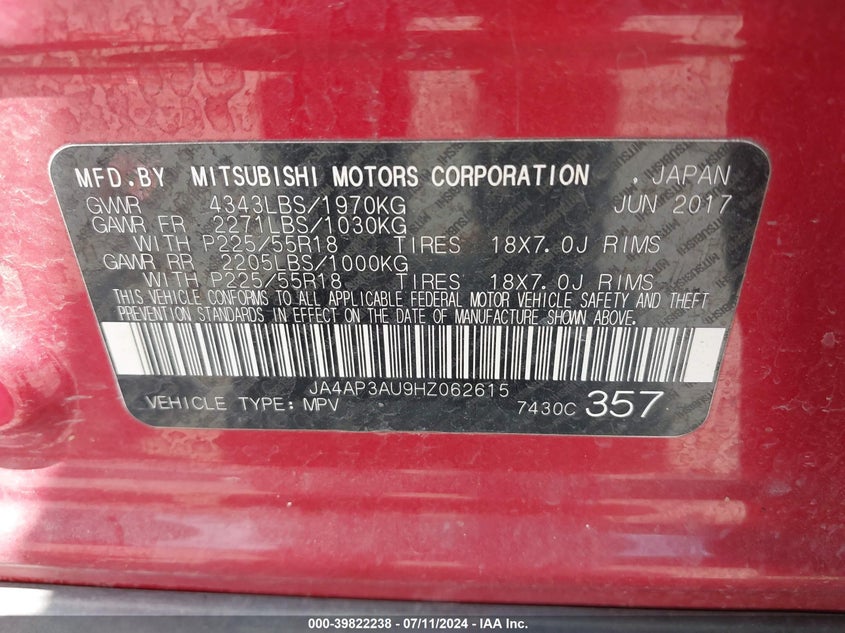 MFD.BY MITSUBISHI MOTORS CORPORATION , JAPAN
GVWR 4343LBS/1970KG JUN 2017
GAWR FR 2271LBS/1030KG
WITH P225/55R18 TIRES 18X7.0J RIMS
GAWR RR 2205LBS/1000KG
WITH P225/55R18 TIRES 18X7.0J RIMS
THIS VEHICLE CONFORMS TO ALL APPLICABLE FEDERAL MOTOR VEHICLE SAFETY AND THEFT
PREVENTION STANDARDS IN EFFECT ON THE DATE OF MANUFACTURE SHOWN ABOVE.
JA4AP3AU9HZ062615
VEHICLE TYPE: MPV 7430C 357
000-39822238 - 07/11/2024 - IAA Inc.